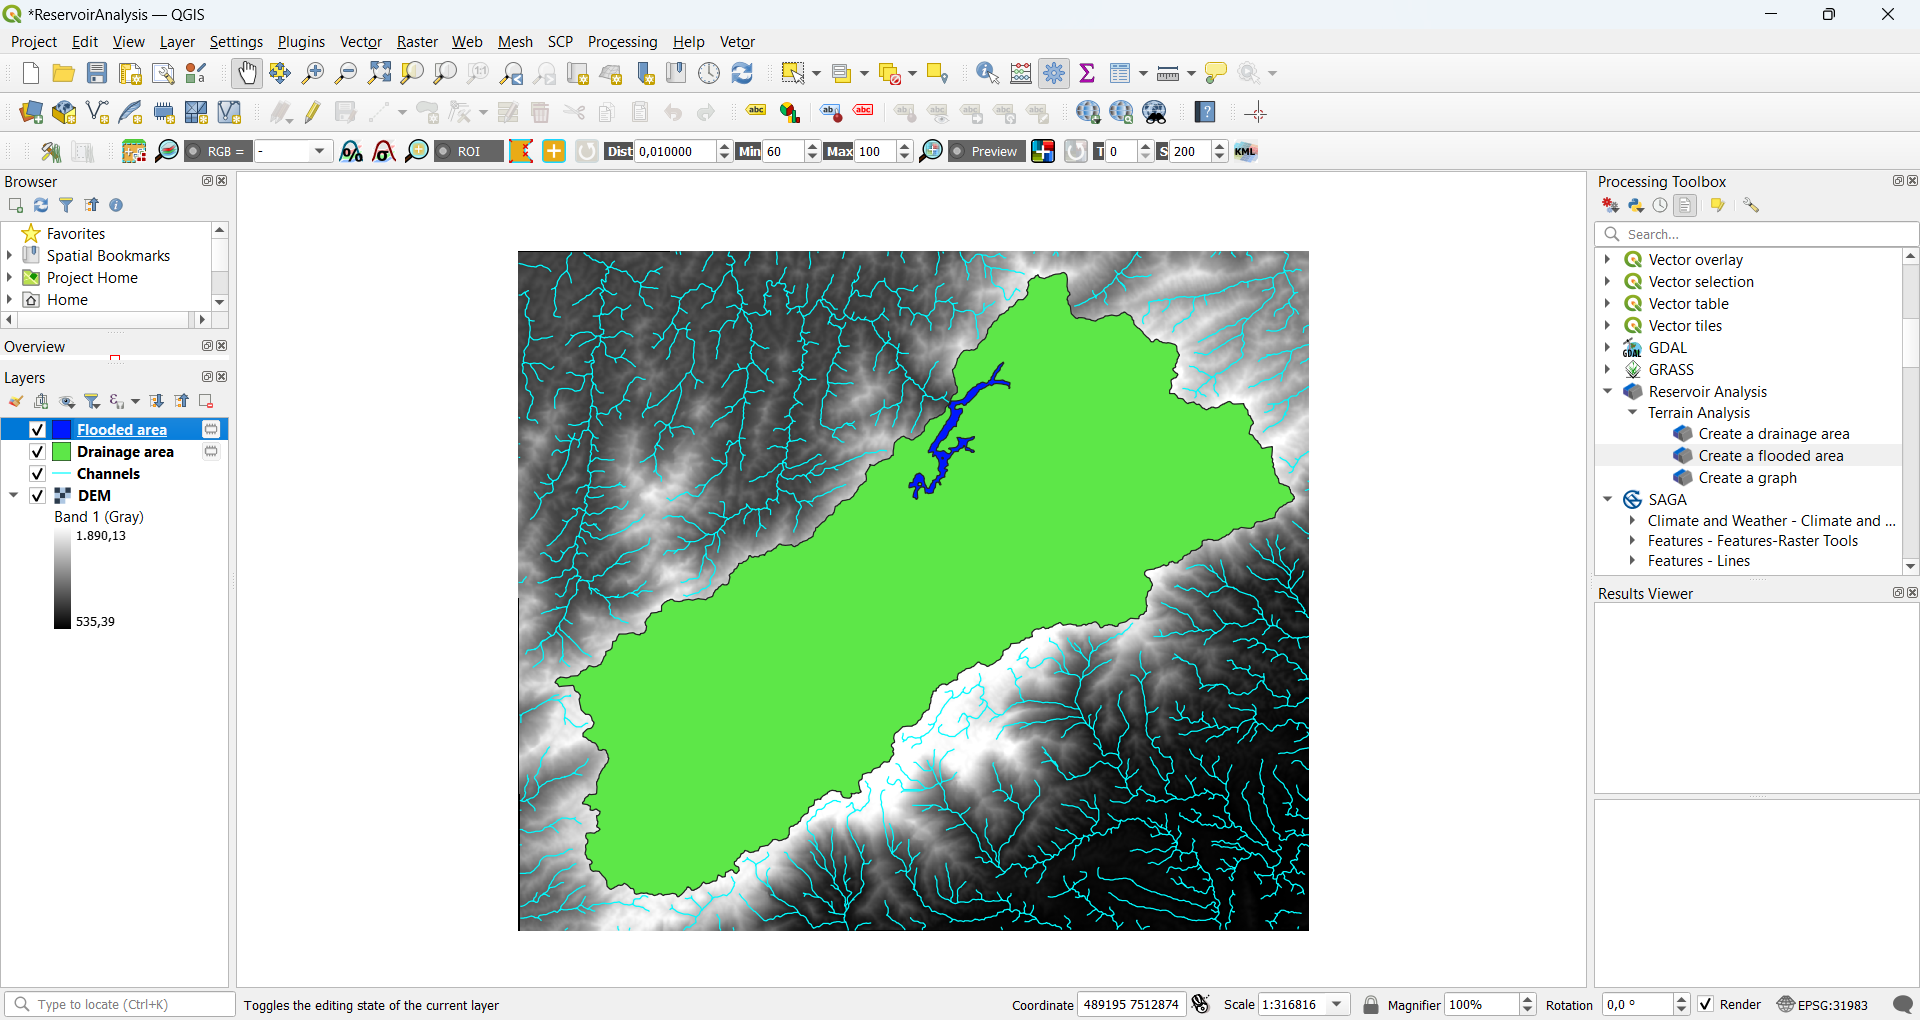 *ReservoirAnalysis — QGIS
Project Edit View Layer Settings Plugins Vector Raster Web Mesh SCP Processing Help Vetor
RGB = - ROI Dist 0,010000 Min 60 Max 100 Preview T 0 S 200 KML
Browser
Favorites
Spatial Bookmarks
Project Home
Home
Overview
Layers
Flooded area
Drainage area
Channels
DEM
Band 1 (Gray)
1.890,13
535,39
Processing Toolbox
Search...
Vector overlay
Vector selection
Vector table
Vector tiles
GDAL
GRASS
Reservoir Analysis
Terrain Analysis
Create a drainage area
Create a flooded area
Create a graph
SAGA
Climate and Weather - Climate and ...
Features - Features-Raster Tools
Features - Lines
Results Viewer
Type to locate (Ctrl+K) Toggles the editing state of the current layer Coordinate 489195 7512874 Scale 1:316816 Magnifier 100% Rotation 0,0 ° Render EPSG:31983